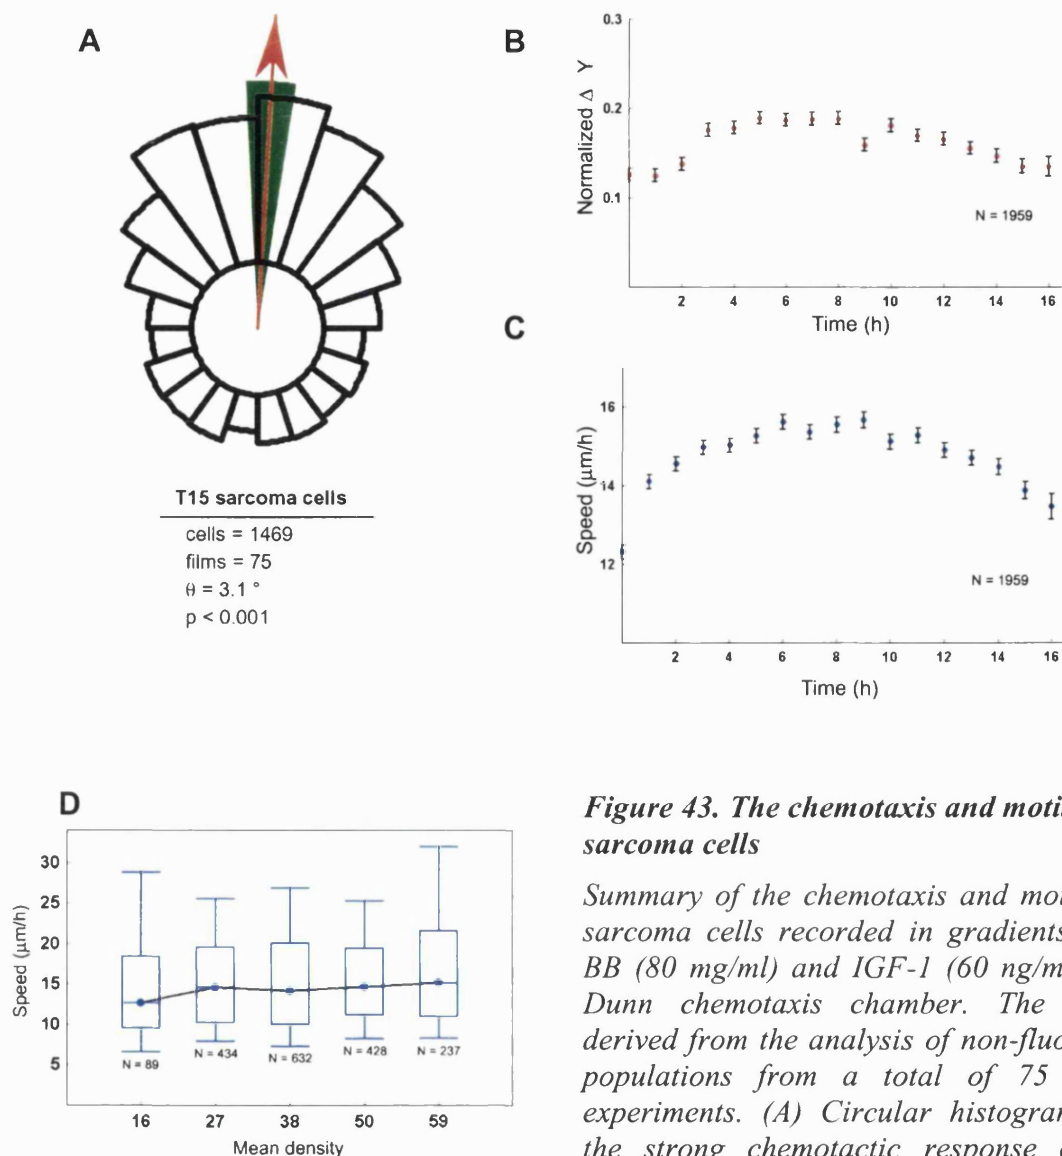 A
T15 sarcoma cells
cells = 1469
films = 75
θ = 3.1 °
p < 0.001
B
Normalized Δ Y
0.3
0.2
0.1
N = 1959
2 4 6 8 10 12 14 16
Time (h)
C
Speed (μm/h)
16
14
12
N = 1959
2 4 6 8 10 12 14 16
Time (h)
D
Speed (μm/h)
30
25
20
15
10
5
N = 89 N = 434 N = 632 N = 428 N = 237
16 27 38 50 59
Mean density
Figure 43. The chemotaxis and moti
sarcoma cells
Summary of the chemotaxis and mo
sarcoma cells recorded in gradients
BB (80 mg/ml) and IGF-1 (60 ng/m
Dunn chemotaxis chamber. The
derived from the analysis of non-fluo
populations from a total of 75
experiments. (A) Circular histogram
the strong chemotactic response